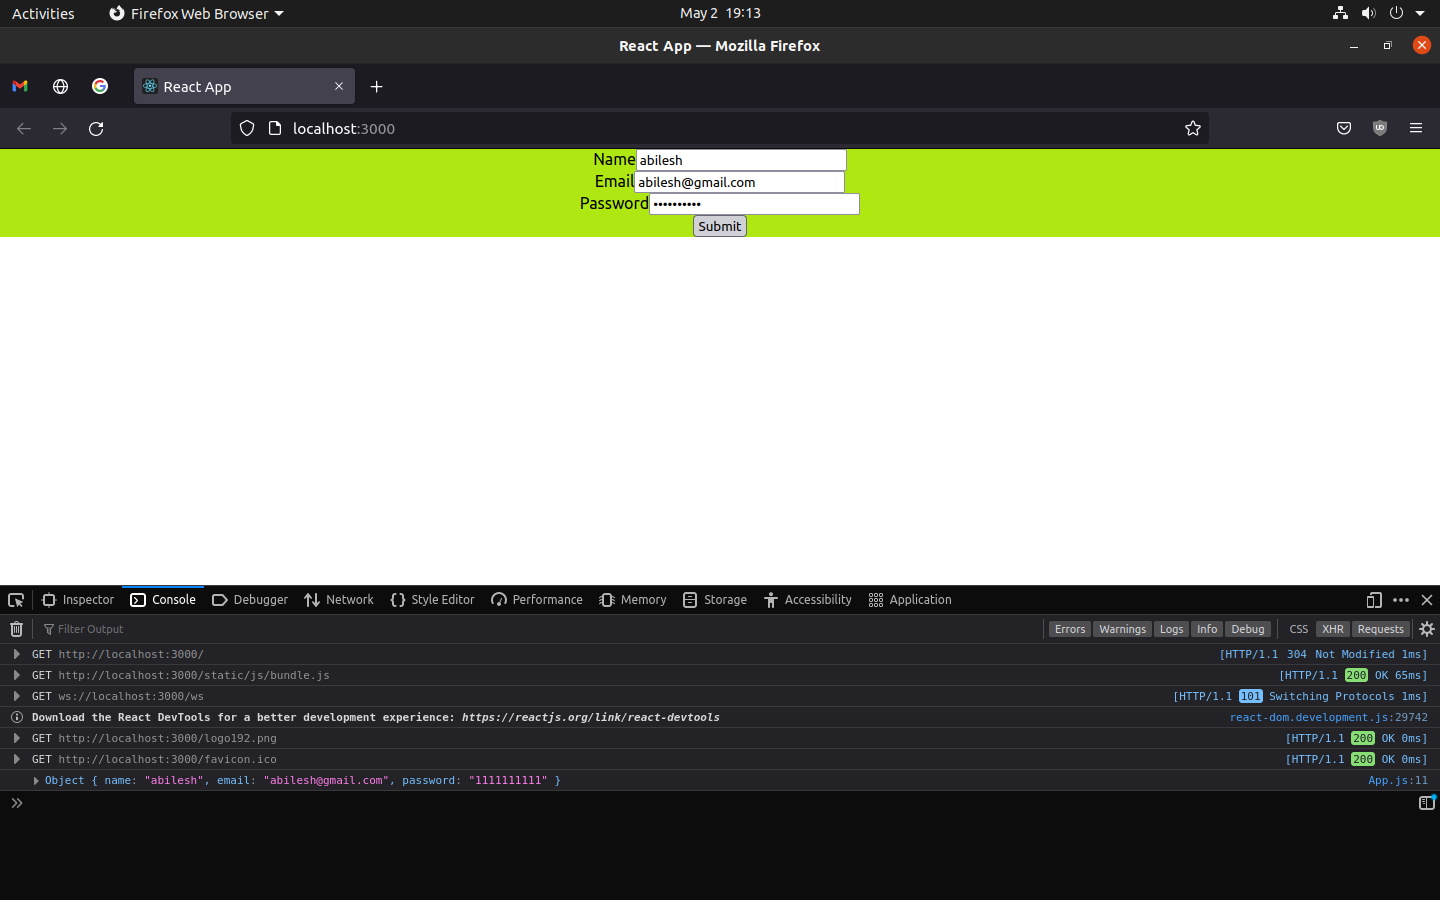 Activities Firefox Web Browser May 2 19:13
React App — Mozilla Firefox
React App
localhost:3000
Name abilesh
Email abilesh@gmail.com
Password ••••••••••
Submit
Inspector Console Debugger Network Style Editor Performance Memory Storage Accessibility Application
Filter Output Errors Warnings Logs Info Debug CSS XHR Requests
GET http://localhost:3000/ [HTTP/1.1 304 Not Modified 1ms]
GET http://localhost:3000/static/js/bundle.js [HTTP/1.1 200 OK 65ms]
GET ws://localhost:3000/ws [HTTP/1.1 101 Switching Protocols 1ms]
Download the React DevTools for a better development experience: https://reactjs.org/link/react-devtools react-dom.development.js:29742
GET http://localhost:3000/logo192.png [HTTP/1.1 200 OK 0ms]
GET http://localhost:3000/favicon.ico [HTTP/1.1 200 OK 0ms]
Object { name: "abilesh", email: "abilesh@gmail.com", password: "1111111111" } App.js:11